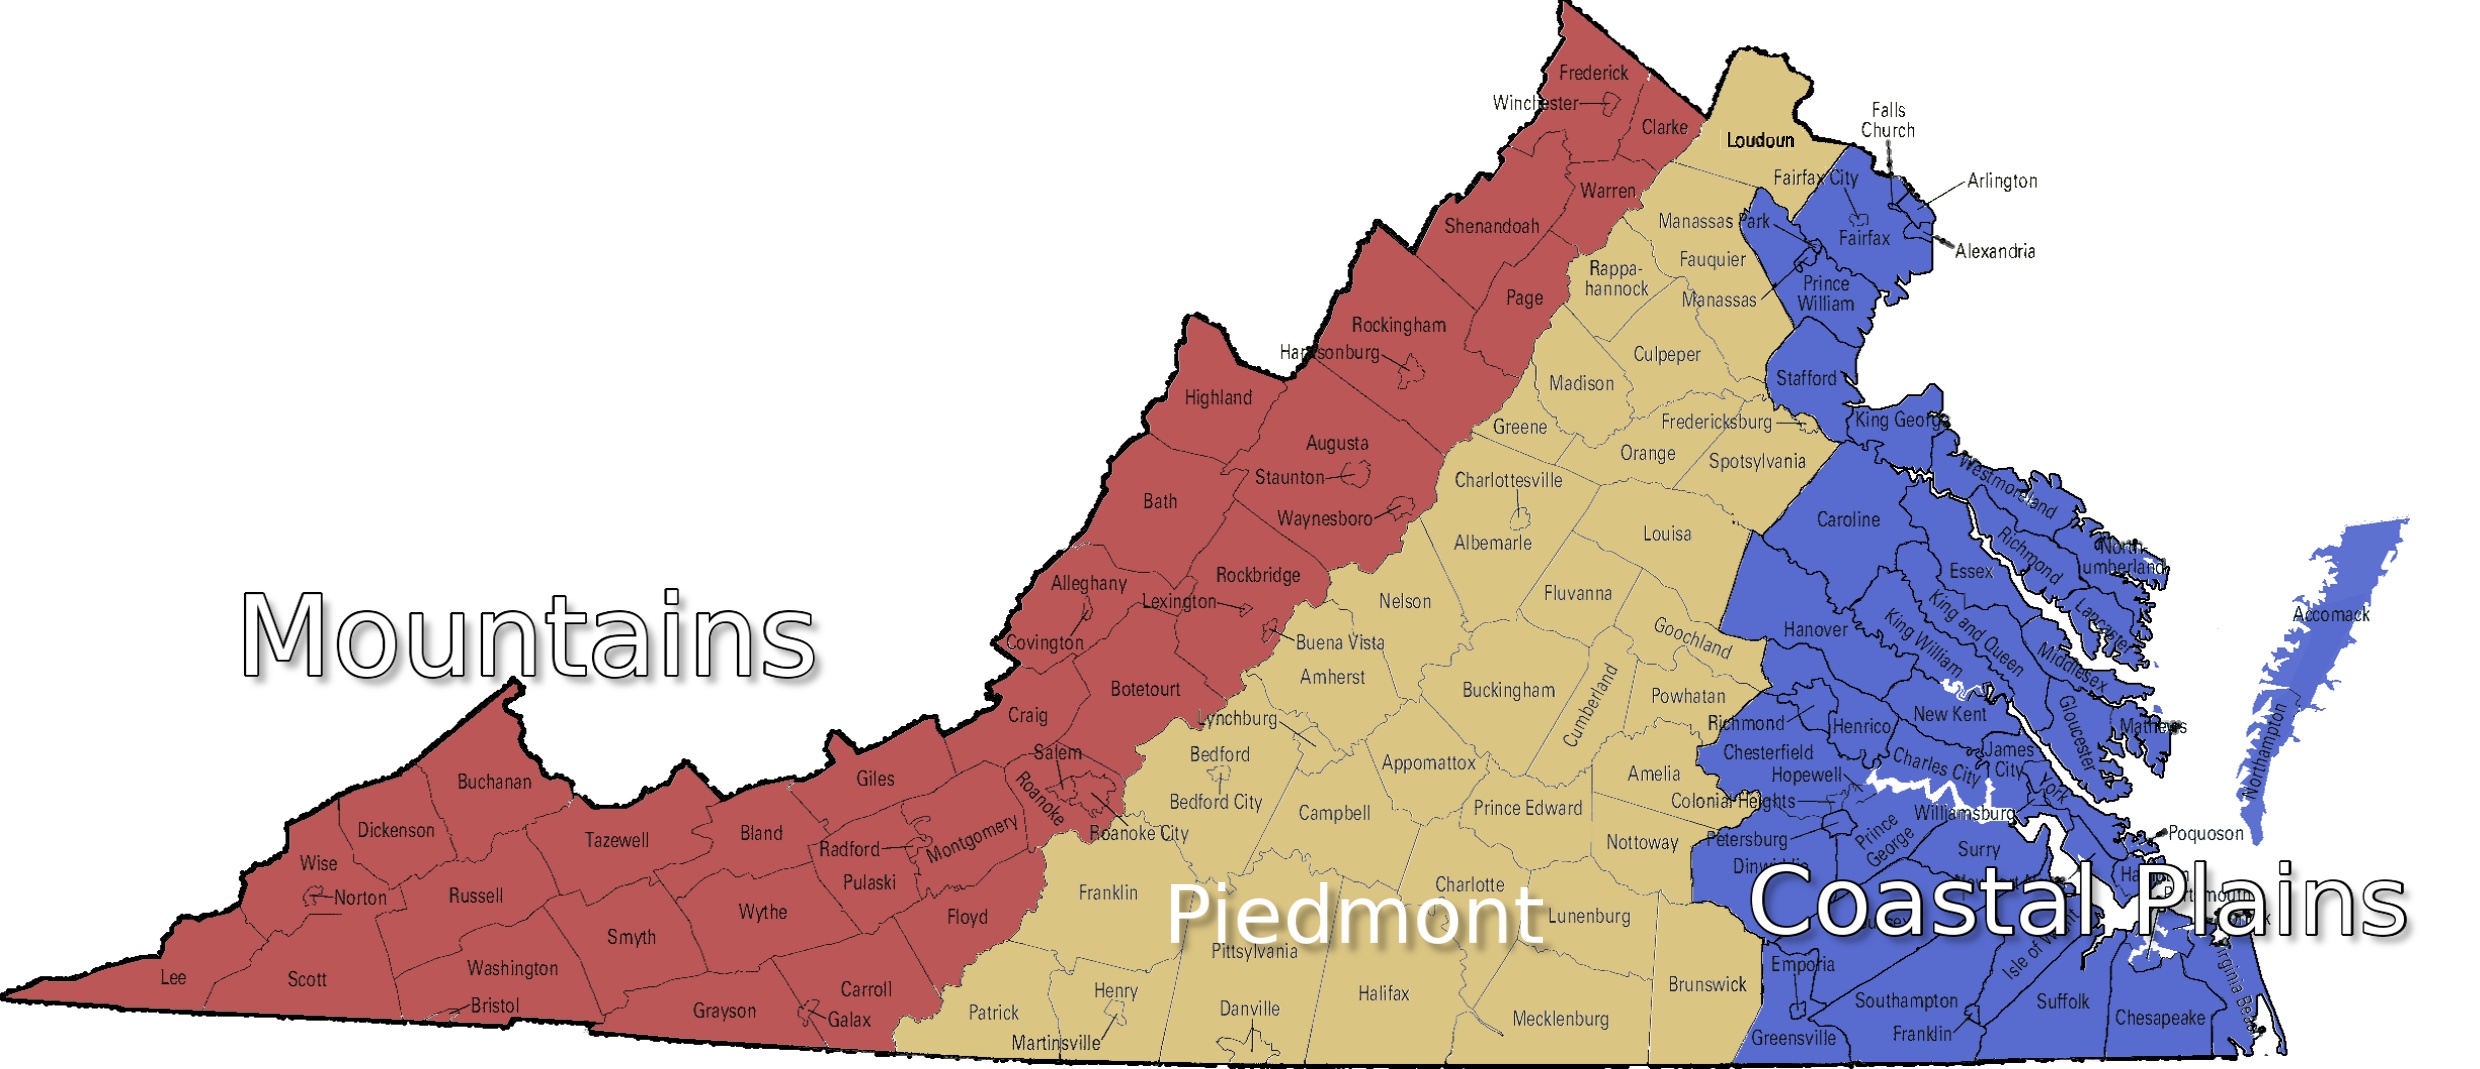 Frederick
Winchester
Clarke
Loudoun
Falls
Church
Fairfax City
Arlington
Warren
Shenandoah
Manassas Park
Fairfax
Alexandria
Fauquier
Rappa-
hannock
Page
Prince
William
Manassas
Rockingham
Harrisonburg
Culpeper
Madison
Stafford
Highland
Greene
Fredericksburg
King George
Augusta
Orange
Spotsylvania
Staunton
Charlottesville
Westmoreland
Bath
Waynesboro
Caroline
Albemarle
Louisa
Richmond
North-
umberland
Alleghany
Rockbridge
Essex
Lexington
Nelson
Fluvanna
Accomack
Lancaster
Mountains
Covington
Buena Vista
Goochland
Hanover
King and Queen
King William
Middlesex
Amherst
Botetourt
Buckingham
Cumberland
Powhatan
Craig
Lynchburg
Richmond
Henrico
New Kent
Gloucester
Mathews
Northampton
Salem
Bedford
Chesterfield
James
City
Charles City
Buchanan
Giles
Appomattox
Amelia
Hopewell
Roanoke
Bedford City
Colonial Heights
York
Dickenson
Tazewell
Bland
Montgomery
Roanoke City
Campbell
Prince Edward
Williamsburg
Poquoson
Radford
Nottoway
Petersburg
Prince
George
Surry
Wise
Dinwiddie
Norton
Russell
Pulaski
Franklin
Charlotte
Piedmont
Coastal Plains
Wythe
Floyd
Lunenburg
Smyth
Pittsylvania
Isle of Wight
Lee
Scott
Washington
Emporia
Virginia Beach
Carroll
Henry
Halifax
Brunswick
Bristol
Grayson
Galax
Patrick
Danville
Mecklenburg
Southampton
Suffolk
Chesapeake
Martinsville
Greensville
Franklin